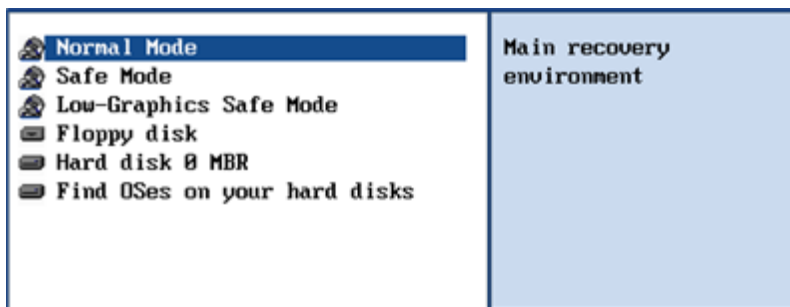 Normal Mode
Safe Mode
Low-Graphics Safe Mode
Floppy disk
Hard disk 0 MBR
Find OSes on your hard disks
Main recovery
environment